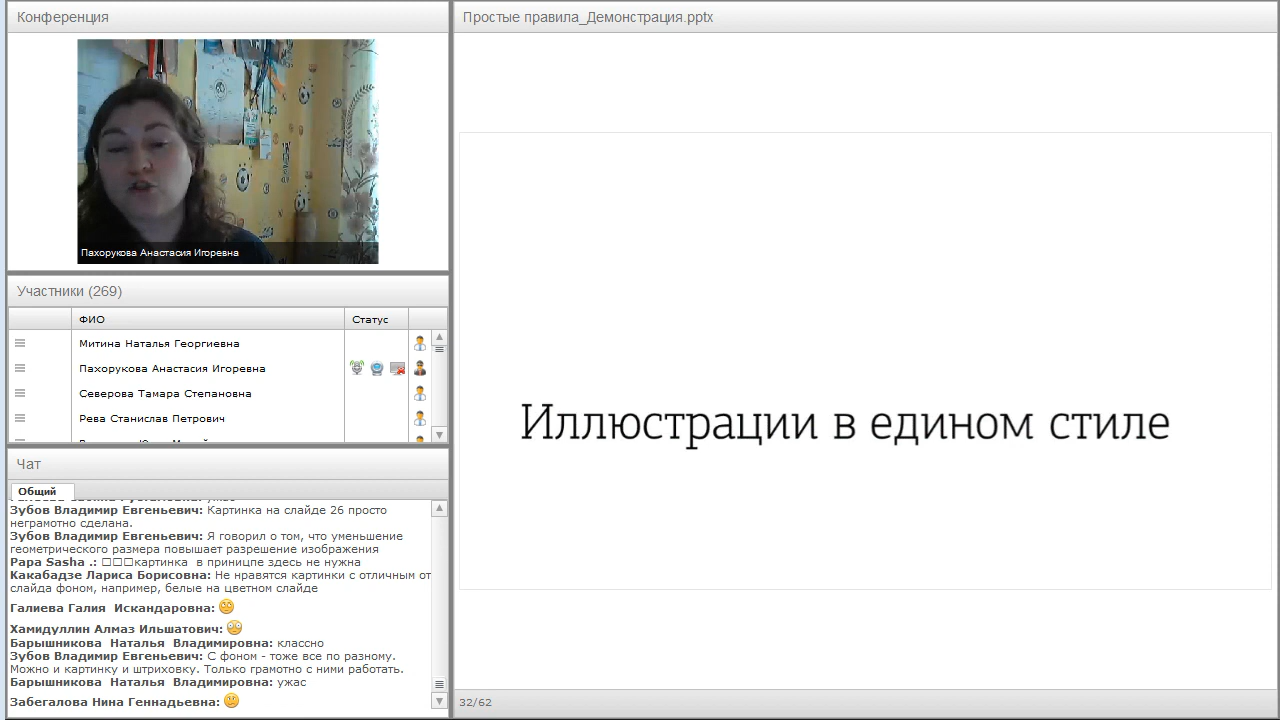 Конференция
Пахорукова Анастасия Игоревна
Участники (269)
ФИО
Статус
Митина Наталья Георгиевна
Пахорукова Анастасия Игоревна
Северова Тамара Степановна
Рева Станислав Петрович
Чат
Общий
Зубов Владимир Евгеньевич: Картинка на слайде 26 просто
неграмотно сделана.
Зубов Владимир Евгеньевич: Я говорил о том, что уменьшение
геометрического размера повышает разрешение изображения
Papa Sasha .: □□□картинка в приницпе здесь не нужна
Какабадзе Лариса Борисовна: Не нравятся картинки с отличным от
слайда фоном, например, белые на цветном слайде
Галиева Галия Искандаровна:
Хамидуллин Алмаз Ильшатович:
Барышникова Наталья Владимировна: классно
Зубов Владимир Евгеньевич: С фоном - тоже все по разному.
Можно и картинку и штриховку. Только грамотно с ними работать.
Барышникова Наталья Владимировна: ужас
Забегалова Нина Геннадьевна:
Простые правила_Демонстрация.pptx
Иллюстрации в едином стиле
32/62